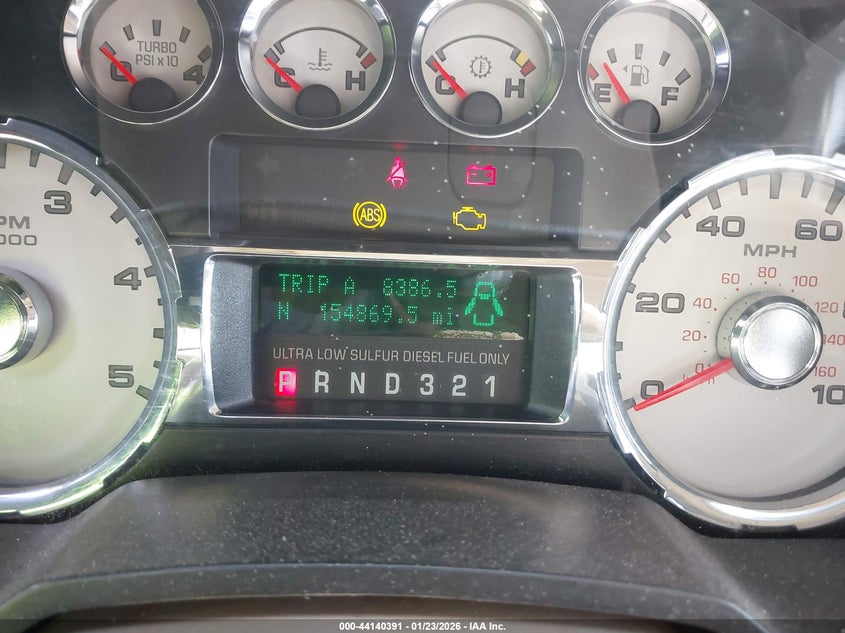 TURBO
PSI x 10
0 4
C H
C H
E F
3
PM
000
4
5
ABS
TRIP A 8386.5
N 154869.5 mi
ULTRA LOW SULFUR DIESEL FUEL ONLY
P R N D 3 2 1
40 60
MPH
60 80 100
20 40 120
20 140
0 160
0 10
000-44140391 - 01/23/2026 - IAA Inc.